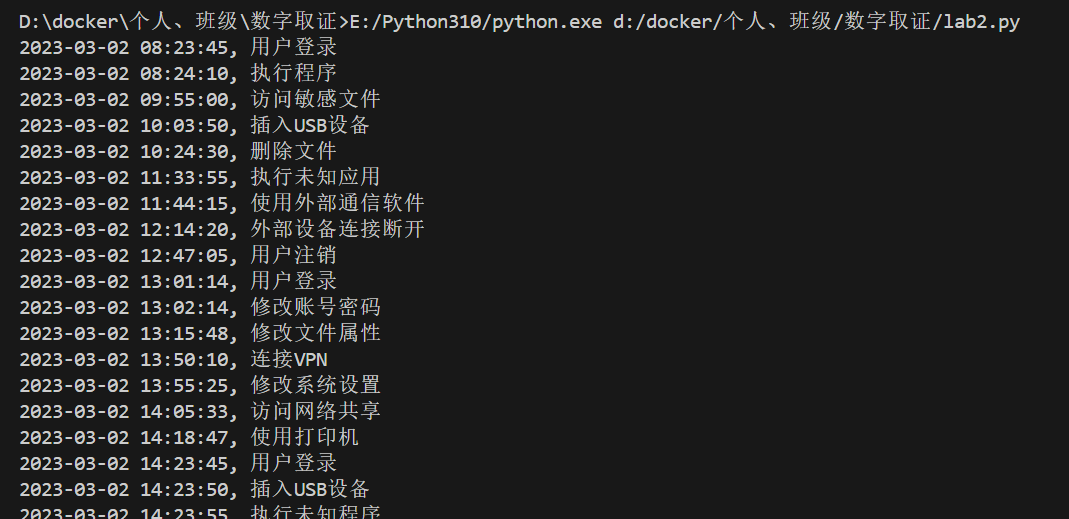 D:\docker\个人、班级\数字取证>E:/Python310/python.exe d:/docker/个人、班级/数字取证/lab2.py
2023-03-02 08:23:45, 用户登录
2023-03-02 08:24:10, 执行程序
2023-03-02 09:55:00, 访问敏感文件
2023-03-02 10:03:50, 插入USB设备
2023-03-02 10:24:30, 删除文件
2023-03-02 11:33:55, 执行未知应用
2023-03-02 11:44:15, 使用外部通信软件
2023-03-02 12:14:20, 外部设备连接断开
2023-03-02 12:47:05, 用户注销
2023-03-02 13:01:14, 用户登录
2023-03-02 13:02:14, 修改账号密码
2023-03-02 13:15:48, 修改文件属性
2023-03-02 13:50:10, 连接VPN
2023-03-02 13:55:25, 修改系统设置
2023-03-02 14:05:33, 访问网络共享
2023-03-02 14:18:47, 使用打印机
2023-03-02 14:23:45, 用户登录
2023-03-02 14:23:50, 插入USB设备
2023-03-02 14:23:55, 执行未知程序